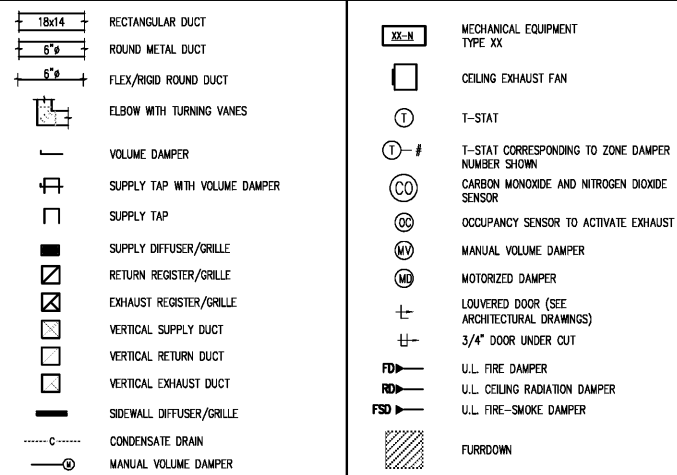 18x14 RECTANGULAR DUCT
6"ø ROUND METAL DUCT
6"ø FLEX/RIGID ROUND DUCT
ELBOW WITH TURNING VANES
VOLUME DAMPER
SUPPLY TAP WITH VOLUME DAMPER
SUPPLY TAP
SUPPLY DIFFUSER/GRILLE
RETURN REGISTER/GRILLE
EXHAUST REGISTER/GRILLE
VERTICAL SUPPLY DUCT
VERTICAL RETURN DUCT
VERTICAL EXHAUST DUCT
SIDEWALL DIFFUSER/GRILLE
C CONDENSATE DRAIN
M MANUAL VOLUME DAMPER
XX-N MECHANICAL EQUIPMENT
TYPE XX
CEILING EXHAUST FAN
T T-STAT
T # T-STAT CORRESPONDING TO ZONE DAMPER
NUMBER SHOWN
CO CARBON MONOXIDE AND NITROGEN DIOXIDE
SENSOR
OC OCCUPANCY SENSOR TO ACTIVATE EXHAUST
MV MANUAL VOLUME DAMPER
MD MOTORIZED DAMPER
LOUVERED DOOR (SEE
ARCHITECTURAL DRAWINGS)
3/4" DOOR UNDER CUT
FD U.L. FIRE DAMPER
RD U.L. CEILING RADIATION DAMPER
FSD U.L. FIRE-SMOKE DAMPER
FURRDOWN